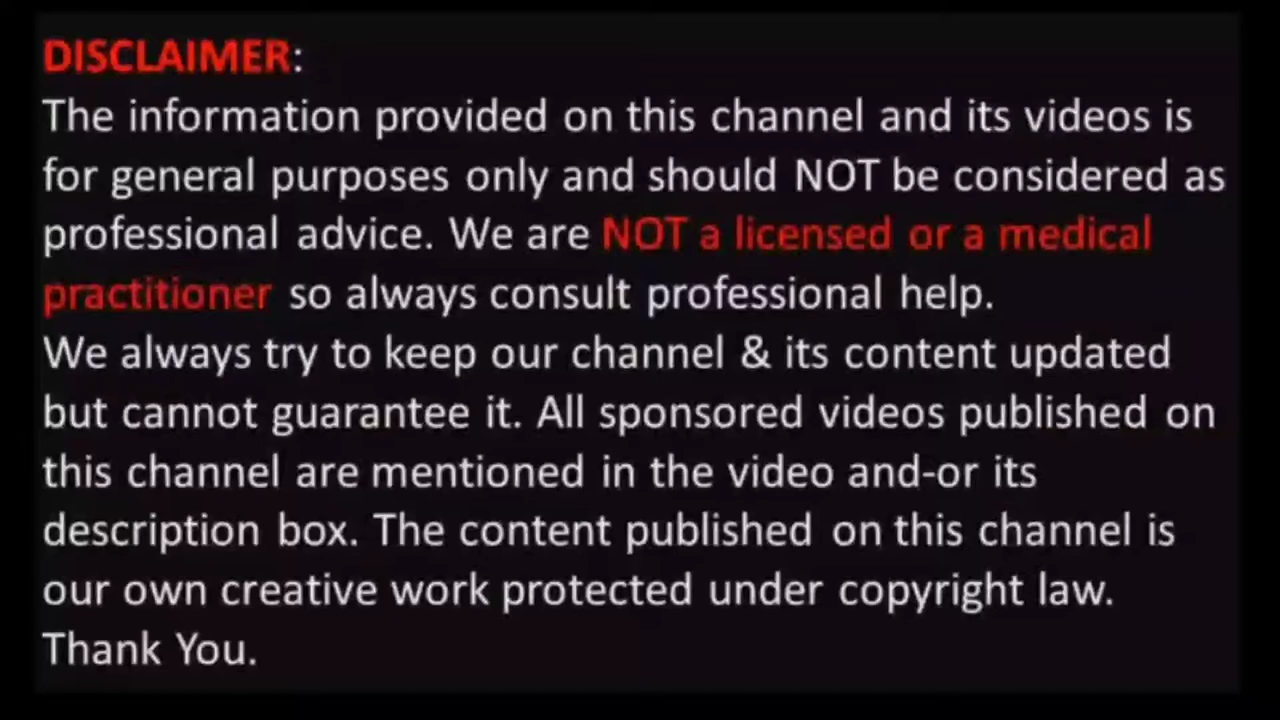 DISCLAIMER:
The information provided on this channel and its videos is
for general purposes only and should NOT be considered as
professional advice. We are NOT a licensed or a medical
practitioner so always consult professional help.
We always try to keep our channel & its content updated
but cannot guarantee it. All sponsored videos published on
this channel are mentioned in the video and-or its
description box. The content published on this channel is
our own creative work protected under copyright law.
Thank You.